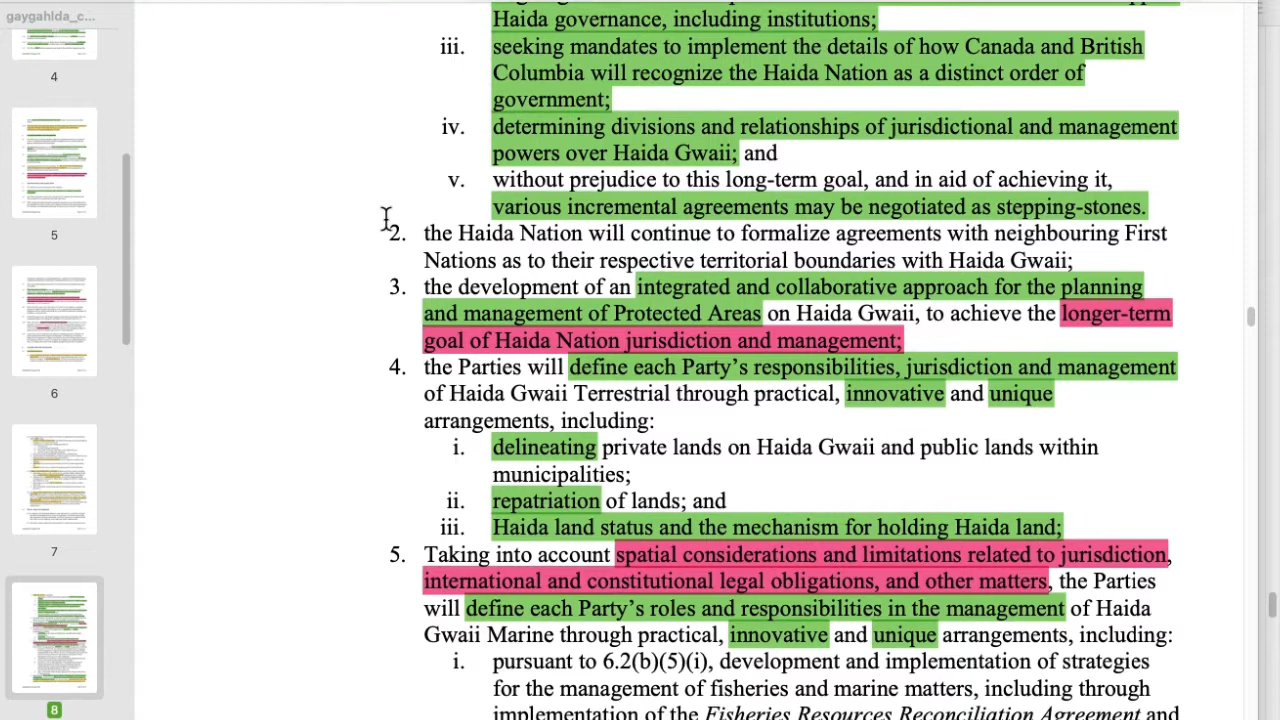 gaygahlda_c...
4
5
6
7
8
Haida governance, including institutions;
iii. seeking mandates to implement the details of how Canada and British
Columbia will recognize the Haida Nation as a distinct order of
government;
iv. determining divisions and relationships of jurisdictional and management
powers over Haida Gwaii; and
v. without prejudice to this long-term goal, and in aid of achieving it,
various incremental agreements may be negotiated as stepping-stones.
2. the Haida Nation will continue to formalize agreements with neighbouring First
Nations as to their respective territorial boundaries with Haida Gwaii;
3. the development of an integrated and collaborative approach for the planning
and management of Protected Areas on Haida Gwaii, to achieve the longer-term
goal of Haida Nation jurisdiction and management;
4. the Parties will define each Party’s responsibilities, jurisdiction and management
of Haida Gwaii Terrestrial through practical, innovative and unique
arrangements, including:
i. delineating private lands on Haida Gwaii and public lands within
municipalities;
ii. repatriation of lands; and
iii. Haida land status and the mechanism for holding Haida land;
5. Taking into account spatial considerations and limitations related to jurisdiction,
international and constitutional legal obligations, and other matters, the Parties
will define each Party’s roles and responsibilities in the management of Haida
Gwaii Marine through practical, innovative and unique arrangements, including:
i. pursuant to 6.2(b)(5)(i), development and implementation of strategies
for the management of fisheries and marine matters, including through
implementation of the Fisheries Resources Reconciliation Agreement and